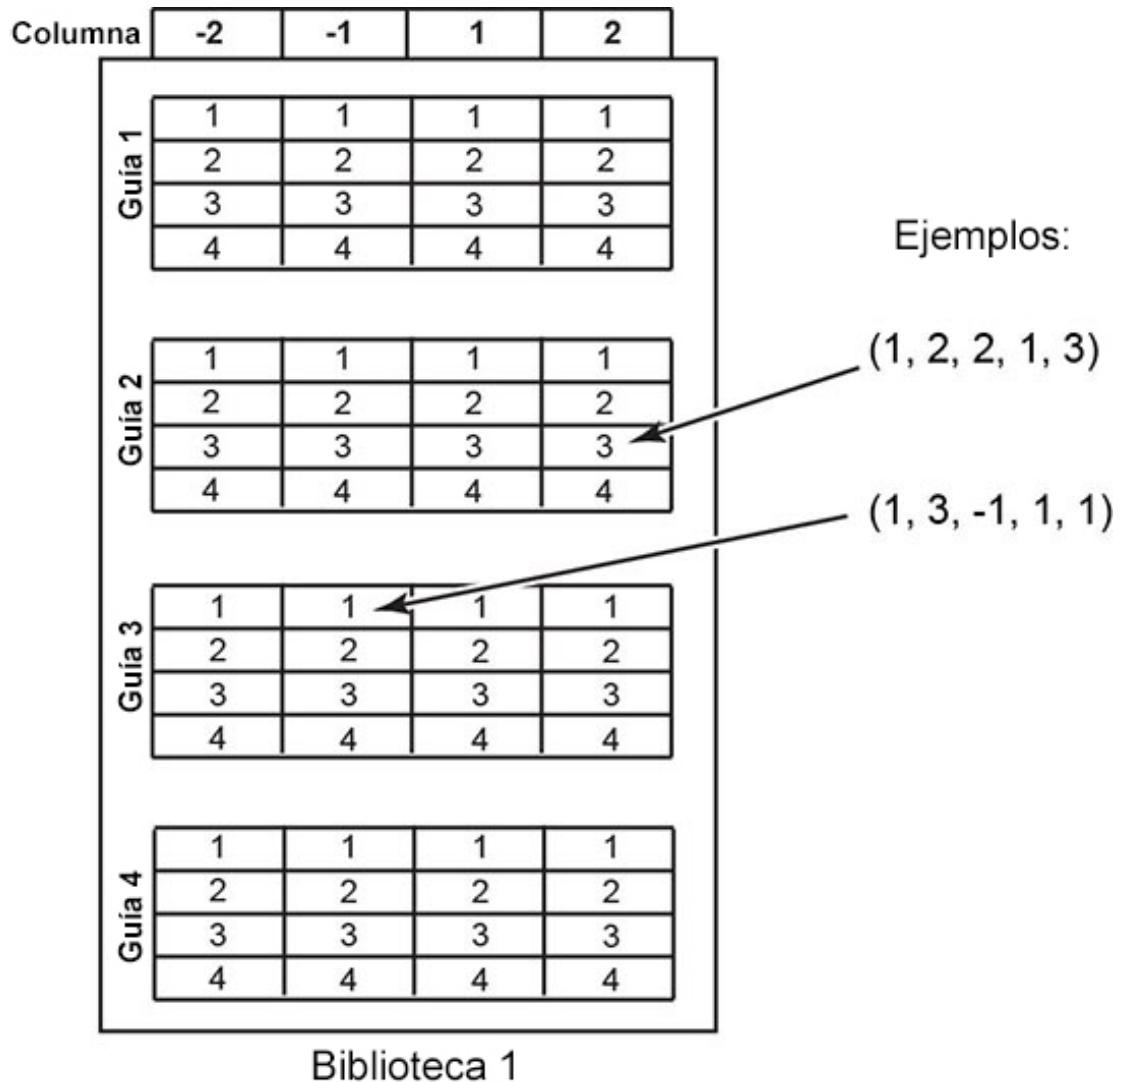 Columna -2 -1 1 2
Guía 1
1 1 1 1
2 2 2 2
3 3 3 3
4 4 4 4
Ejemplos:
Guía 2
1 1 1 1
2 2 2 2
3 3 3 3
4 4 4 4
(1, 2, 2, 1, 3)
(1, 3, -1, 1, 1)
Guía 3
1 1 1 1
2 2 2 2
3 3 3 3
4 4 4 4
Guía 4
1 1 1 1
2 2 2 2
3 3 3 3
4 4 4 4
Biblioteca 1